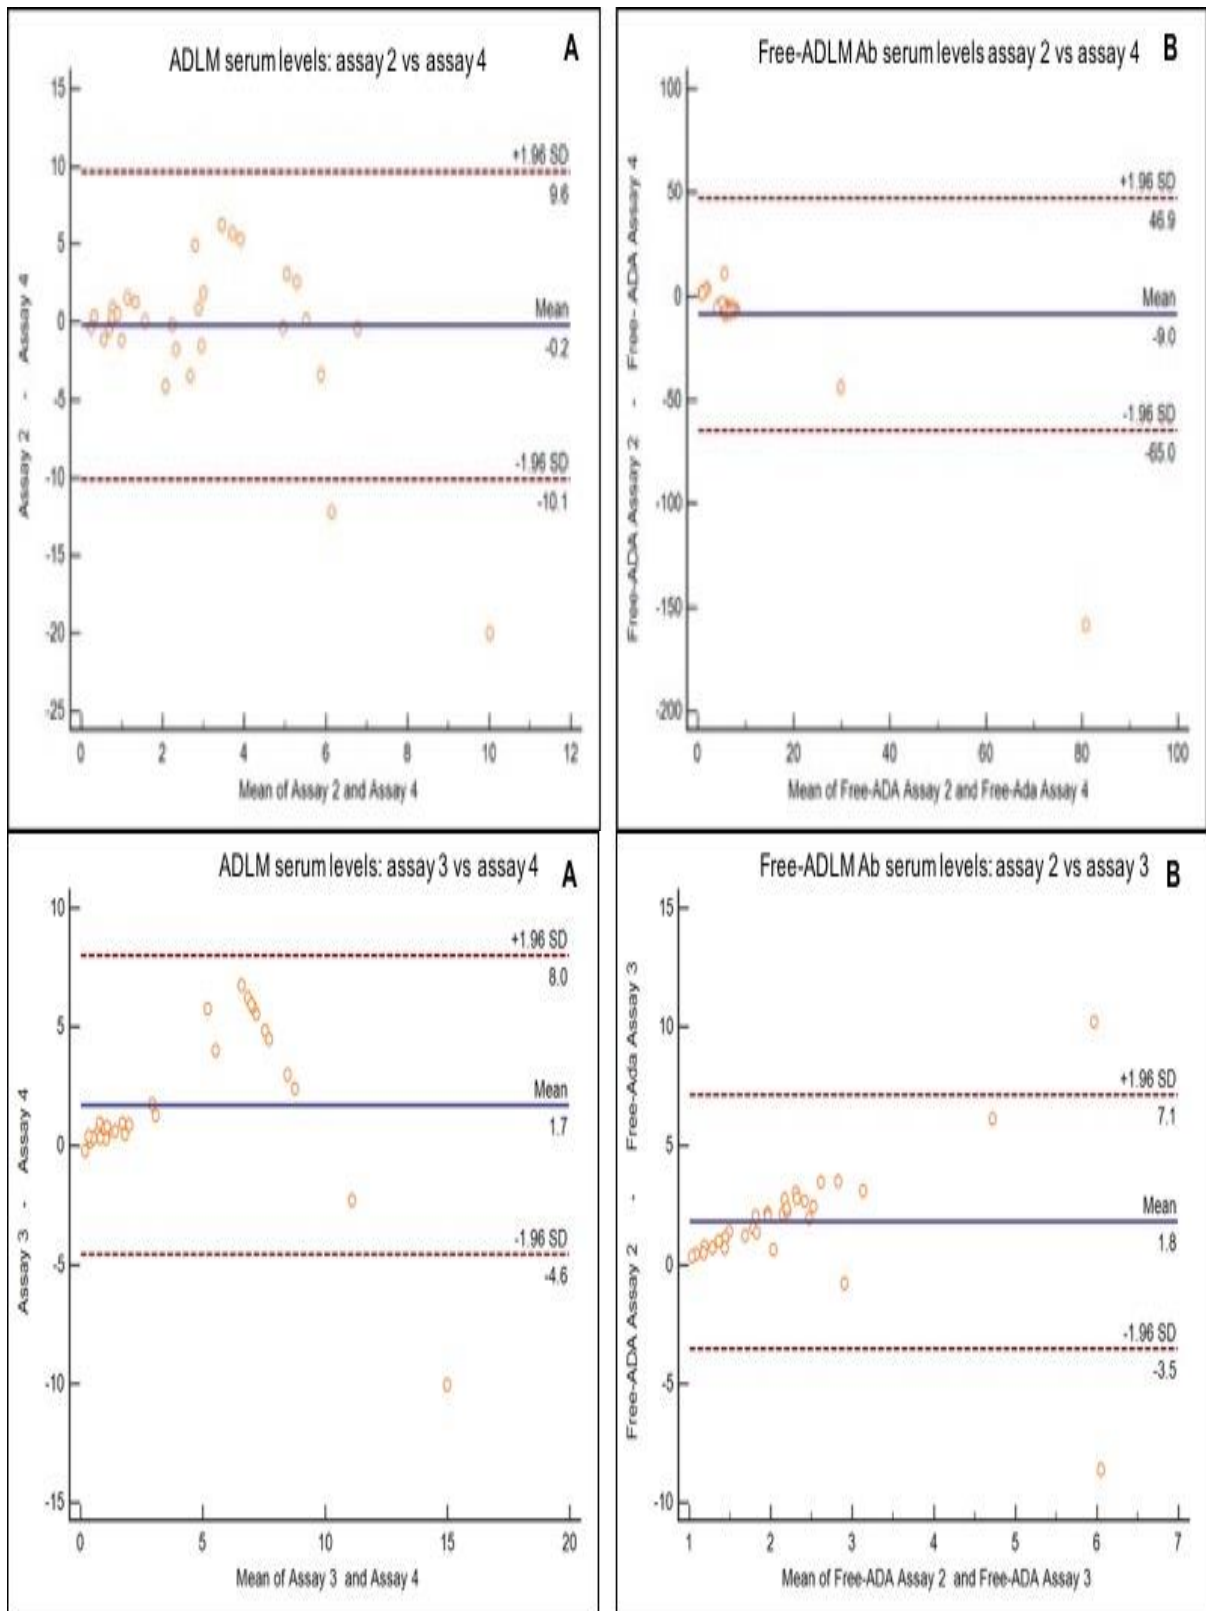 ADLM serum levels: assay 2 vs assay 4 A
15
10
5
0
-5
-10
-15
-20
-25
+1.96 SD
9.6
Mean
-0.2
-1.96 SD
-10.1
Assay 2 - Assay 4
0 2 4 6 8 10 12
Mean of Assay 2 and Assay 4
Free-ADLM Ab serum levels assay 2 vs assay 4 B
100
50
0
-50
-100
-150
-200
+1.96 SD
46.9
Mean
-9.0
-1.96 SD
-65.0
Free-ADA Assay 2 - Free- ADA Assay 4
0 20 40 60 80 100
Mean of Free-ADA Assay 2 and Free-Ada Assay 4
ADLM serum levels: assay 3 vs assay 4 A
10
5
0
-5
-10
-15
+1.96 SD
8.0
Mean
1.7
-1.96 SD
-4.6
Assay 3 - Assay 4
0 5 10 15 20
Mean of Assay 3 and Assay 4
Free-ADLM Ab serum levels: assay 2 vs assay 3 B
15
10
5
0
-5
-10
+1.96 SD
7.1
Mean
1.8
-1.96 SD
-3.5
Free-ADA Assay 2 - Free-Ada Assay 3
1 2 3 4 5 6 7
Mean of Free-ADA Assay 2 and Free-ADA Assay 3